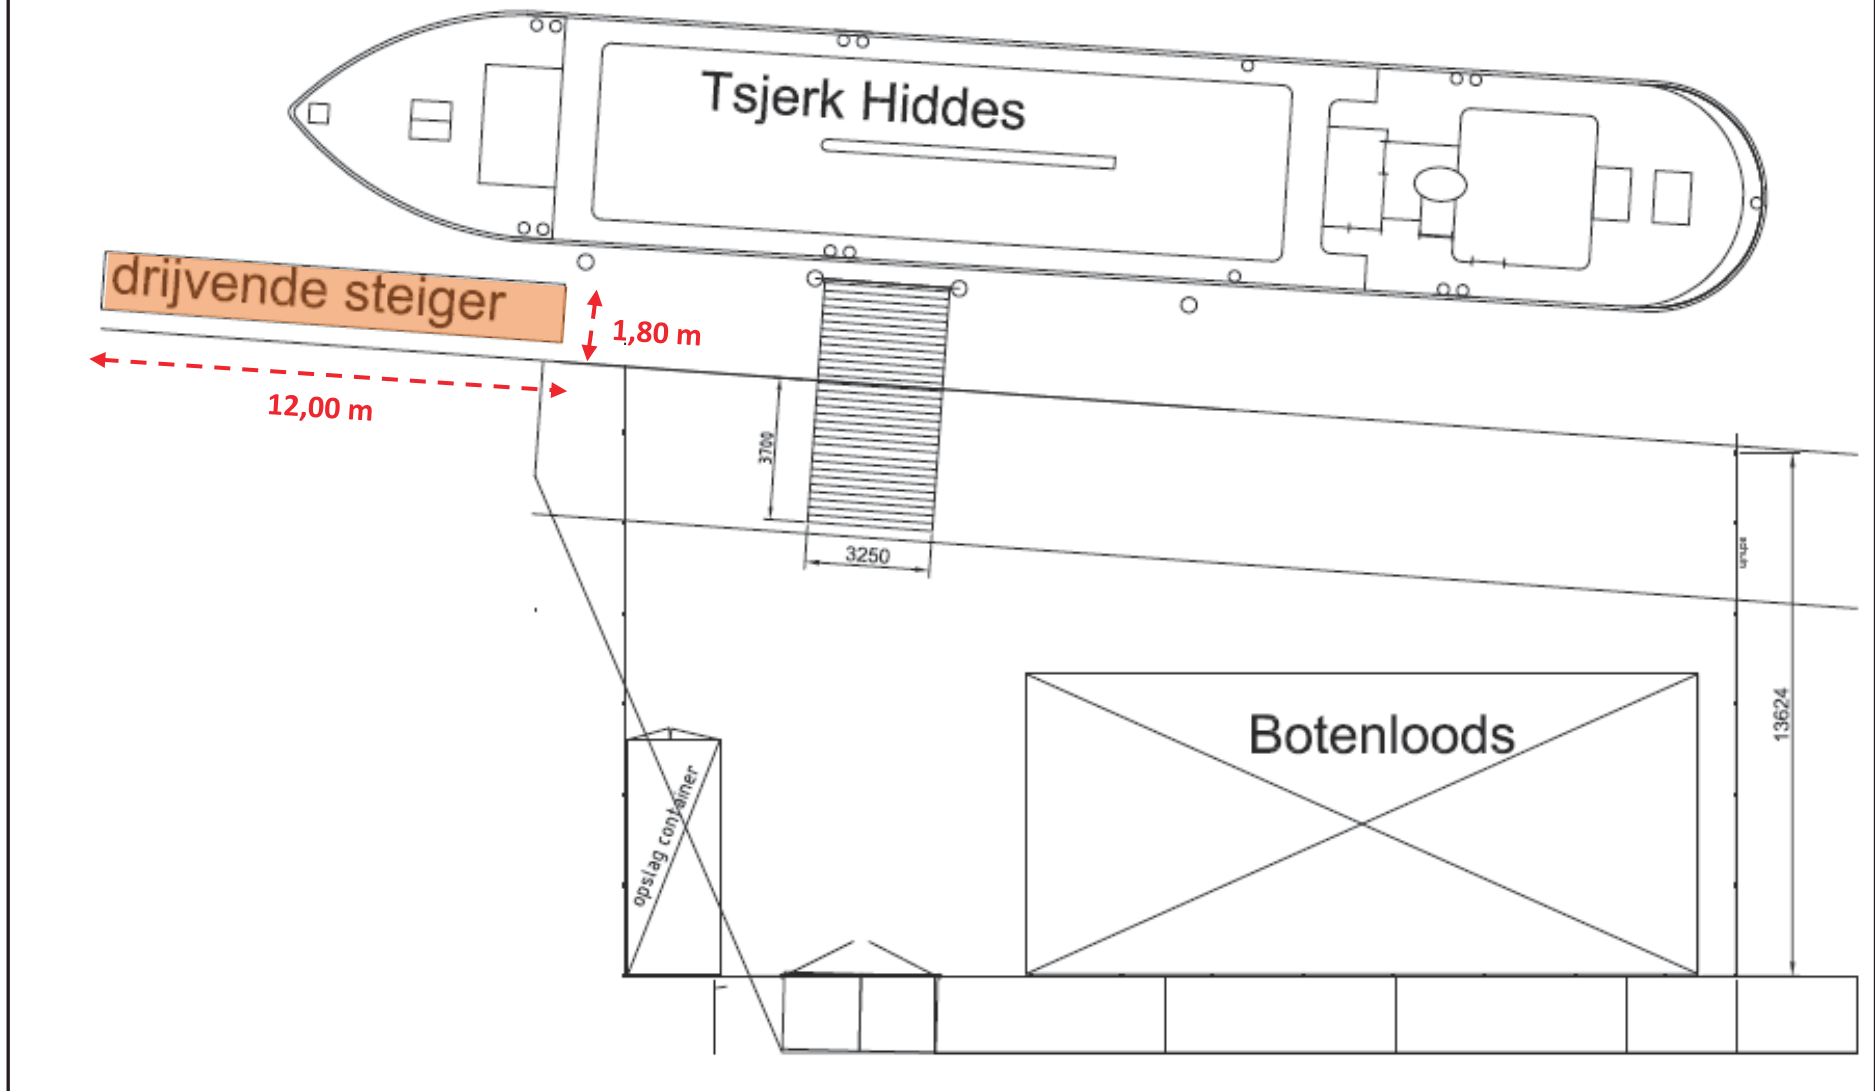 Tsjerk Hiddes
drijvende steiger
1,80 m
12,00 m
3700
3250
13624
Botenloods
opslag container